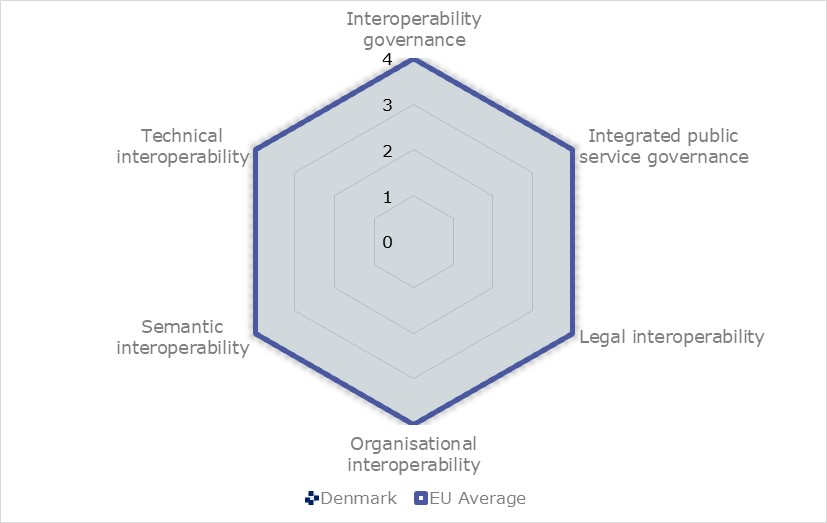 Interoperability
governance
4
3
2
1
0
Technical
interoperability
Integrated public
service governance
Semantic
interoperability
Legal interoperability
Organisational
interoperability
Denmark
EU Average